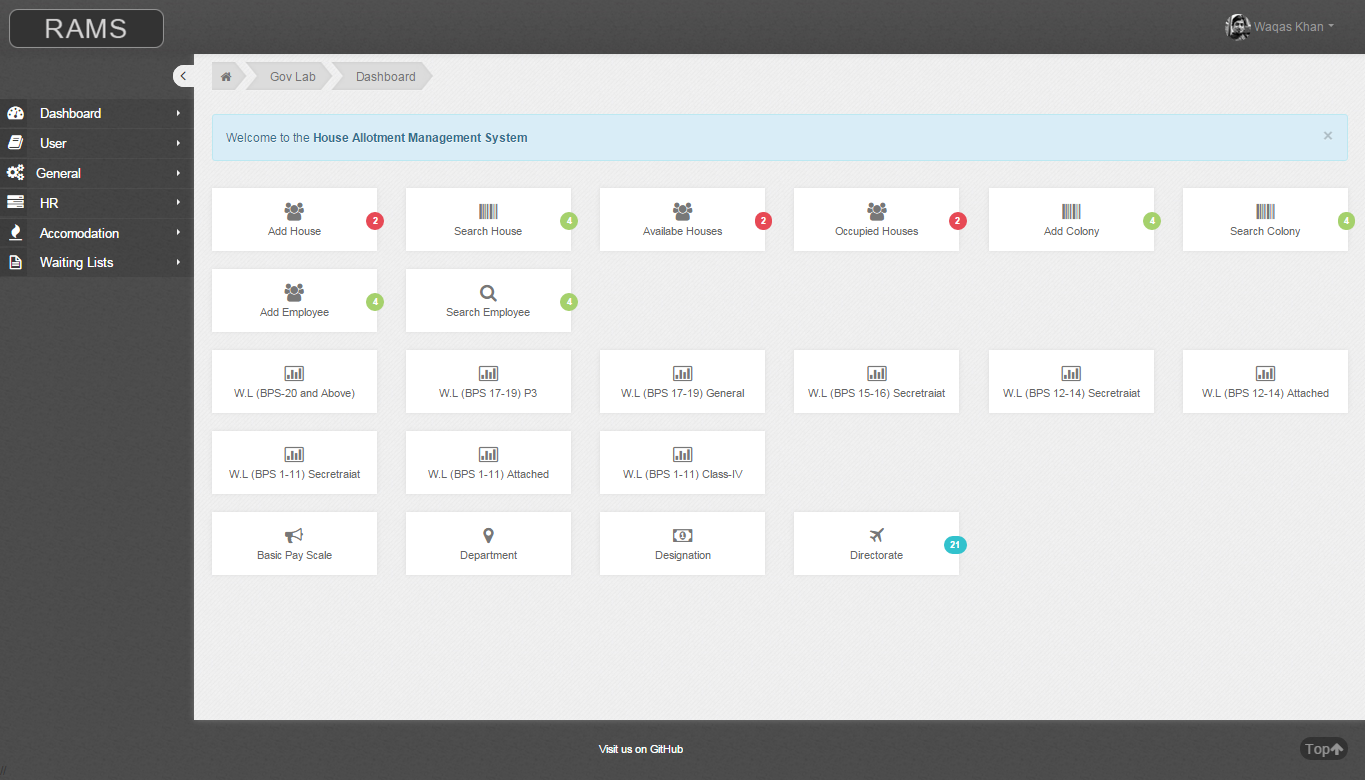 RAMS
Waqas Khan
Gov Lab
Dashboard
Dashboard
User
General
HR
Accomodation
Waiting Lists
Welcome to the House Allotment Management System
×
Add House
2
Search House
4
Availabe Houses
2
Occupied Houses
2
Add Colony
4
Search Colony
4
Add Employee
4
Search Employee
4
W.L (BPS-20 and Above)
W.L (BPS 17-19) P3
W.L (BPS 17-19) General
W.L (BPS 15-16) Secretraiat
W.L (BPS 12-14) Secretraiat
W.L (BPS 12-14) Attached
W.L (BPS 1-11) Secretraiat
W.L (BPS 1-11) Attached
W.L (BPS 1-11) Class-IV
Basic Pay Scale
Department
Designation
Directorate
21
Visit us on GitHub
Top
//